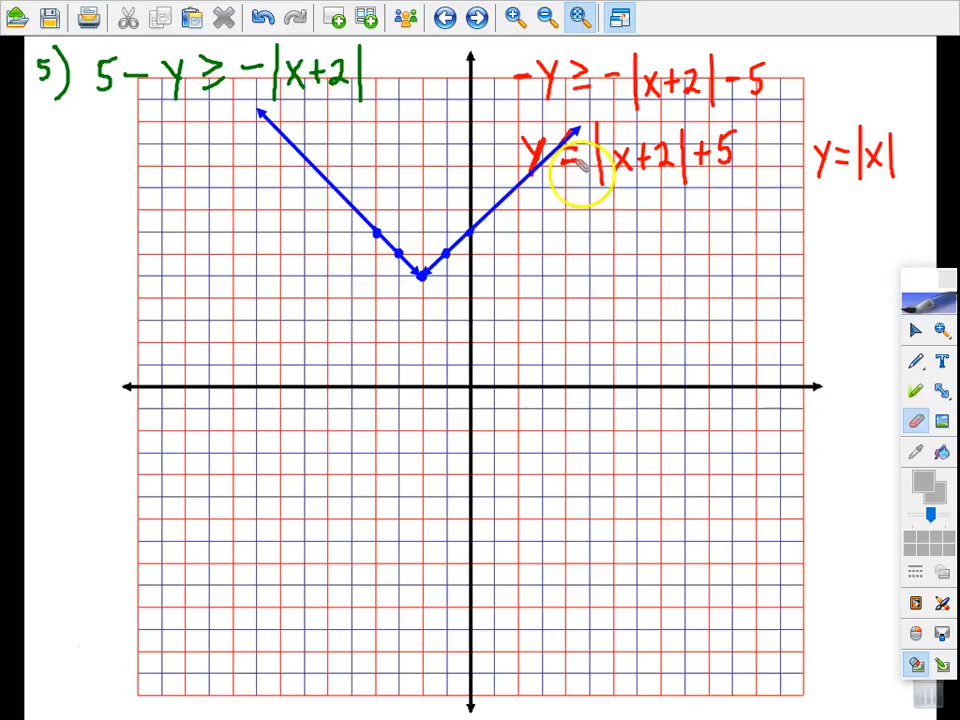 5) 5 - y ≥ -|x+2|
-y ≥ -|x+2| - 5
y = |x+2| + 5
y = |x|